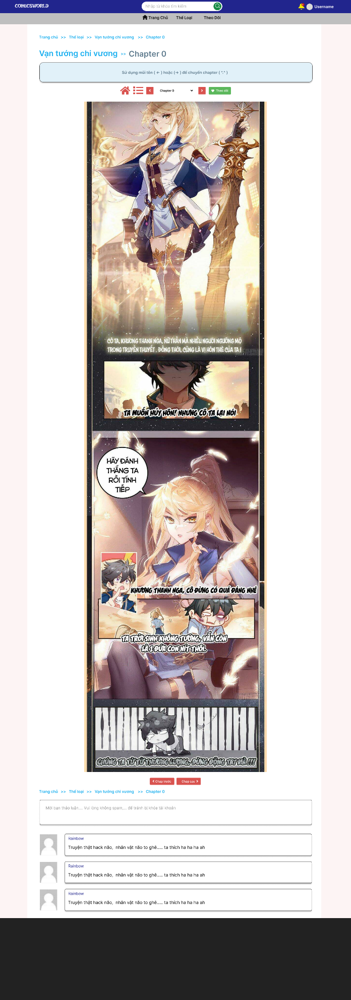 COMICSWORLD
Nhập từ khóa tìm kiếm
Username
Trang Chủ Thể Loại Theo Dõi
Trang chủ >> Thể loại >> Vạn tướng chi vương >> Chapter 0
Vạn tướng chi vương >> Chapter 0
Sử dụng mũi tên ( ← ) hoặc (→ ) để chuyển chapter ( ^.^ )
Chapter 0
Theo dõi
CÔ TA, KHƯƠNG THANH NGA, NỮ THẦN MÀ NHIỀU NGƯỜI NGƯỠNG MỘ
TRONG TRUYỀN THUYẾT . ĐỒNG THỜI, CŨNG LÀ VỊ HÔN THÊ CỦA TA !
TA MUỐN HỦY HÔN! NHƯNG CÔ TA LẠI NÓI
HÃY ĐÁNH
THẮNG TA
RỒI TÍNH
TIẾP
KHƯƠNG THANH NGA, CÔ ĐỪNG CÓ QUÁ ĐÁNG NHÉ
TA TRỜI SINH KHÔNG TƯỚNG, VẪN CÒN
LÀ 1 ĐỨA CON NÍT THÔI.
CHÚNG TA TỪ TỪ THƯƠNG LƯỢNG, ĐỪNG ĐỘNG TAY MÀ !!!
Chap trước Chap sau
Trang chủ >> Thể loại >> Vạn tướng chi vương >> Chapter 0
Mời bạn thảo luận.... Vui lòng không spam,... để tránh bị khóa tài khoản
Rainbow
Truyện thật hack não, nhân vật não to ghê..... ta thích ha ha ha ah
Rainbow
Truyện thật hack não, nhân vật não to ghê..... ta thích ha ha ha ah
Rainbow
Truyện thật hack não, nhân vật não to ghê..... ta thích ha ha ha ah